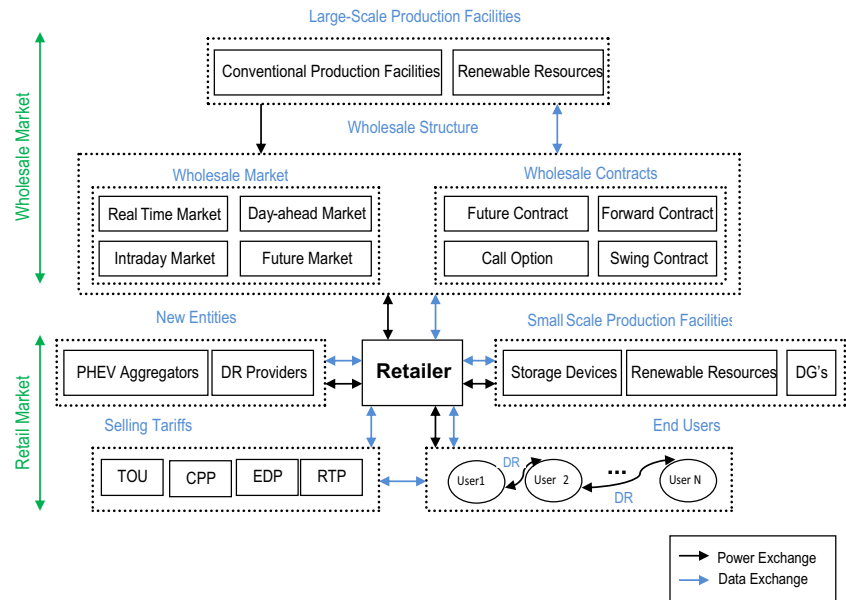 Large-Scale Production Facilities
Conventional Production Facilities
Renewable Resources
Wholesale Structure
Wholesale Market
Wholesale Market
Real Time Market
Day-ahead Market
Intraday Market
Future Market
Wholesale Contracts
Future Contract
Forward Contract
Call Option
Swing Contract
Retail Market
New Entities
PHEV Aggregators
DR Providers
Retailer
Small Scale Production Facilities
Storage Devices
Renewable Resources
DG's
Selling Tariffs
TOU
CPP
EDP
RTP
End Users
User1
DR
User 2
...
DR
User N
Power Exchange
Data Exchange